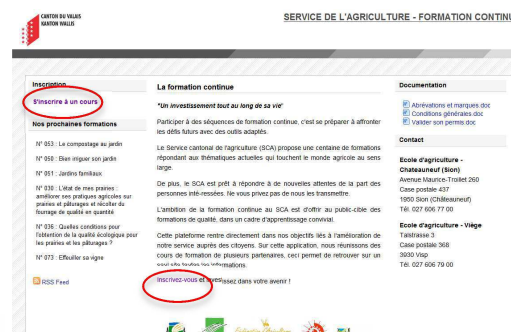 CANTON DU VALAIS
KANTON WALLIS
SERVICE DE L'AGRICULTURE - FORMATION CONTINU
Inscription
S'inscrire à un cours
Nos prochaines formations
N° 053 : Le compostage au jardin
N° 050 : Bien irriguer son jardin
N° 051 : Jardins familiaux
N° 030 : L'état de mes prairies :
améliorer ses pratiques agricoles sur
prairies et pâturages et récolter du
fourrage de qualité en quantité
N° 036 : Quelles conditions pour
l'obtention de la qualité écologique pour
les prairies et les pâturages ?
N° 073 : Effeuiller sa vigne
RSS Feed
La formation continue
"Un investissement tout au long de sa vie"
Participer à des séquences de formation continue, c'est se préparer à affronter
les défis futurs avec des outils adaptés.
Le Service cantonal de l'agriculture (SCA) propose une centaine de formations
répondant aux thématiques actuelles qui touchent le monde agricole au sens
large.
De plus, le SCA est prêt à répondre à de nouvelles attentes de la part des
personnes inté-ressées. Ne vous privez pas de nous les transmettre.
L'ambition de la formation continue au SCA est d'offrir au public-cible des
formations de qualité, dans un cadre d'apprentissage convivial.
Cette plateforme rentre directement dans nos objectifs liés à l'amélioration de
notre service auprès des citoyens. Sur cette application, nous réunissons des
cours de formation de plusieurs partenaires, ceci permet de retrouver sur un
seul site toutes les informations.
Inscrivez-vous et investissez dans votre avenir !
Documentation
Abrévations et marques.doc
Conditions générales.doc
Valider son permis.doc
Contact
Ecole d'agriculture -
Chateauneuf (Sion)
Avenue Maurice-Troillet 260
Case postale 437
1950 Sion (Châteauneuf)
Tél. 027 606 77 00
Ecole d'agriculture - Viège
Talstrasse 3
Case postale 368
3930 Visp
Tél. 027 606 79 00